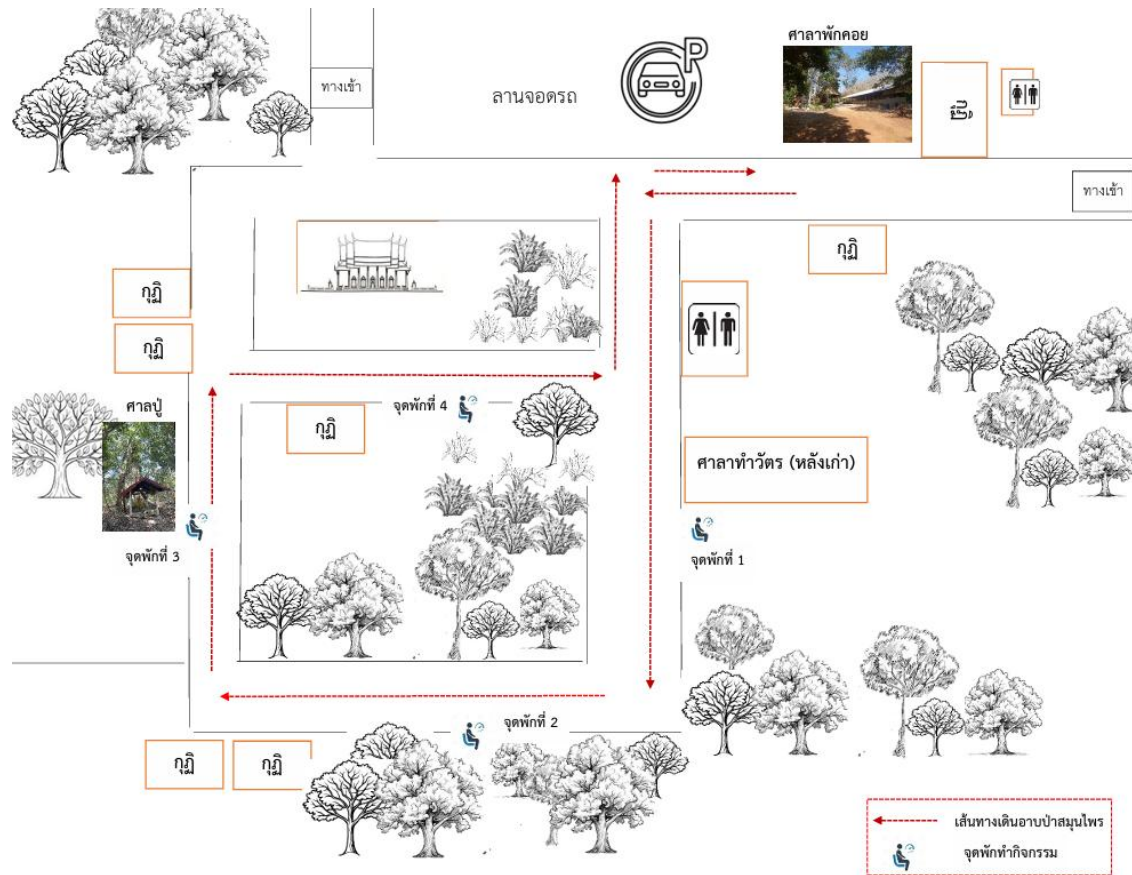 ศาลาพักคอย
ทางเข้า
ลานจอดรถ
P
ทางเข้า
กุฏิ
กุฏิ
กุฏิ
ศาลปู่
จุดพักที่ 4
กุฏิ
ศาลาทำวัตร (หลังเก่า)
จุดพักที่ 3
จุดพักที่ 1
จุดพักที่ 2
กุฏิ
กุฏิ
เส้นทางเดินอาบป่าสมุนไพร
จุดพักทำกิจกรรม